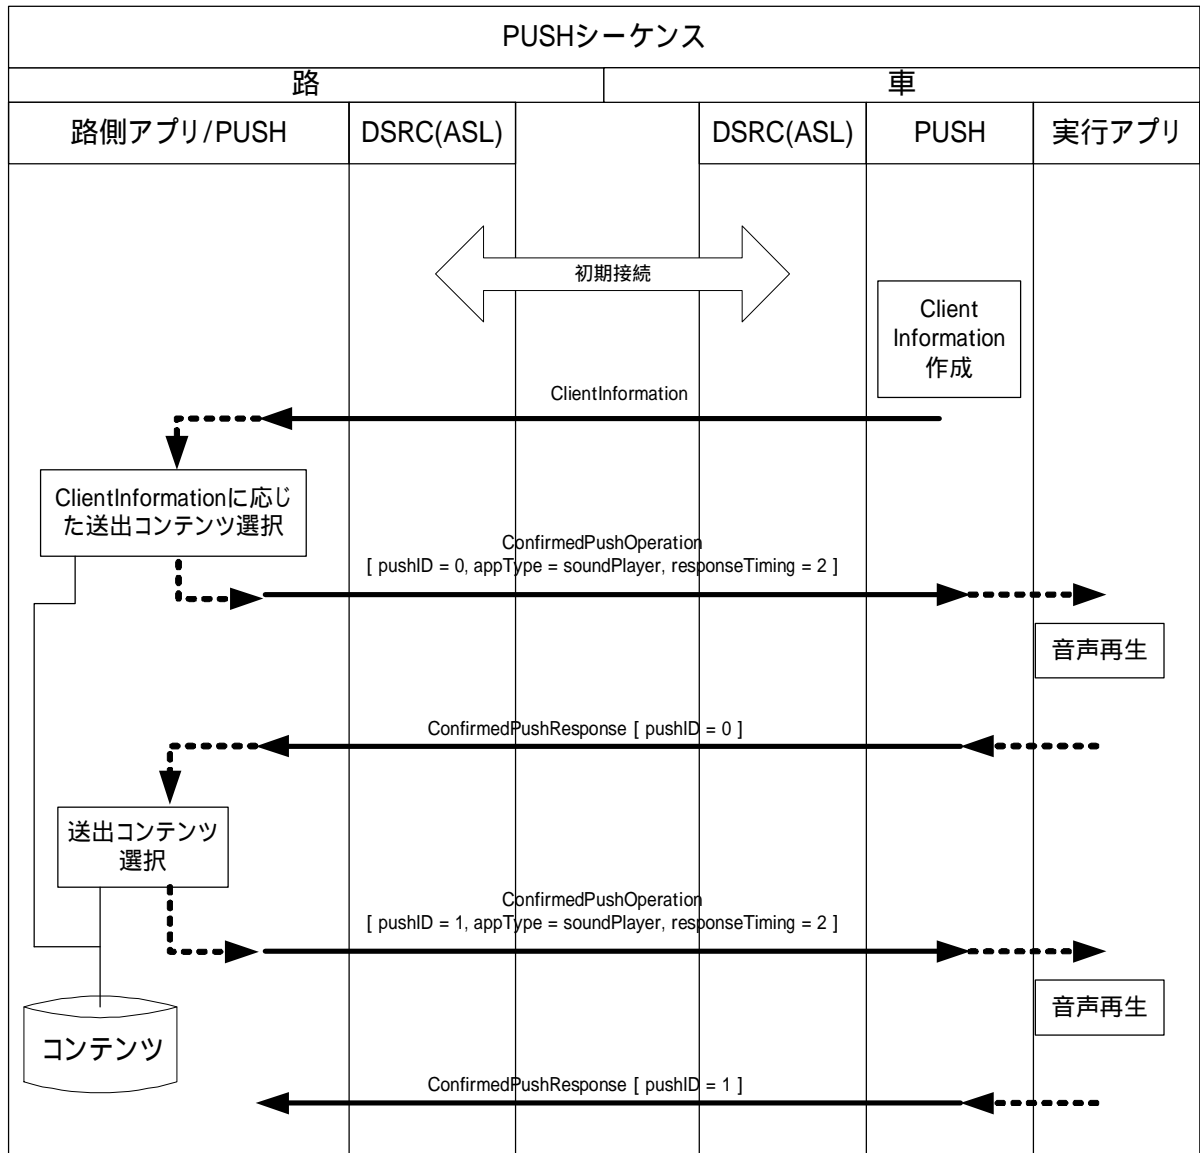 PUSHシーケンス
路
車
路側アプリ/PUSH
DSRC(ASL)
DSRC(ASL)
PUSH
実行アプリ
初期接続
Client
Information
作成
ClientInformation
ClientInformationに応じ
た送出コンテンツ選択
ConfirmedPushOperation
[ pushID = 0, appType = soundPlayer, responseTiming = 2 ]
音声再生
ConfirmedPushResponse [ pushID = 0 ]
送出コンテンツ
選択
ConfirmedPushOperation
[ pushID = 1, appType = soundPlayer, responseTiming = 2 ]
音声再生
コンテンツ
ConfirmedPushResponse [ pushID = 1 ]